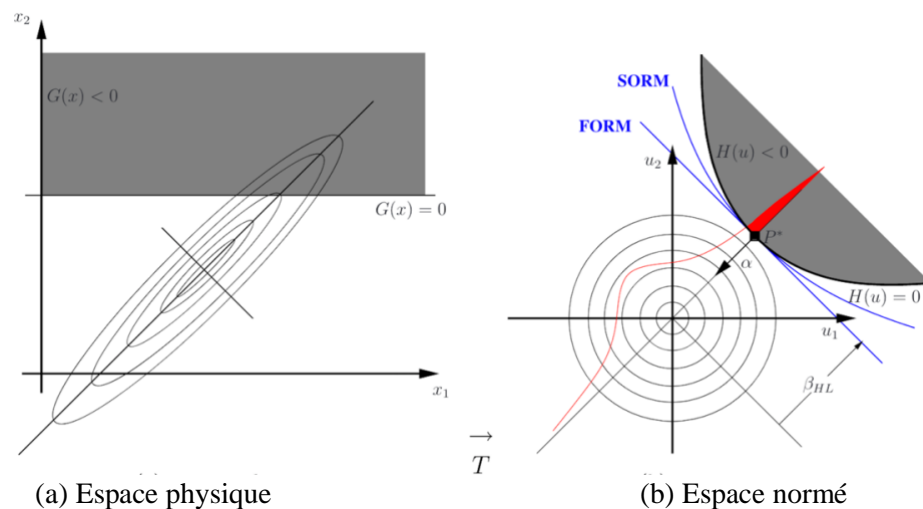 x₂
G(x) < 0
G(x) = 0
x₁
(a) Espace physique
→
T
SORM
FORM
u₂
H(u) < 0
P*
α
H(u) = 0
u₁
β_HL
(b) Espace normé